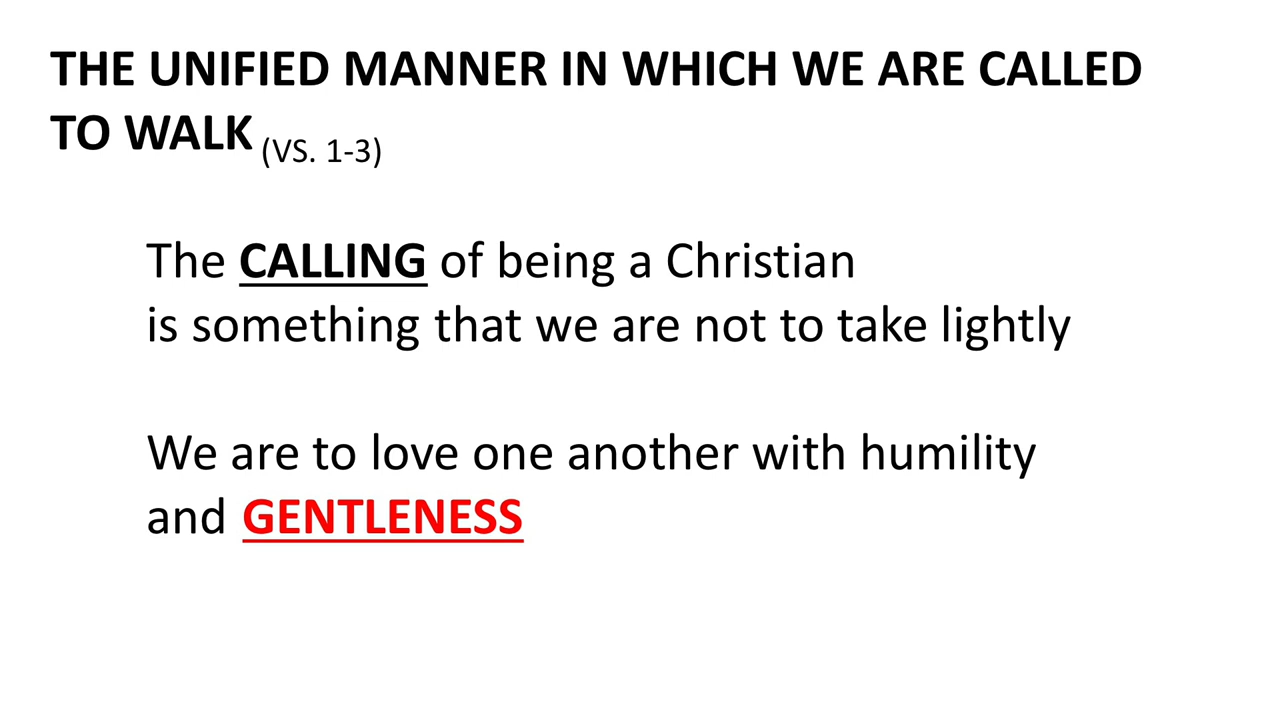 THE UNIFIED MANNER IN WHICH WE ARE CALLED
TO WALK (VS. 1-3)
The CALLING of being a Christian
is something that we are not to take lightly
We are to love one another with humility
and GENTLENESS